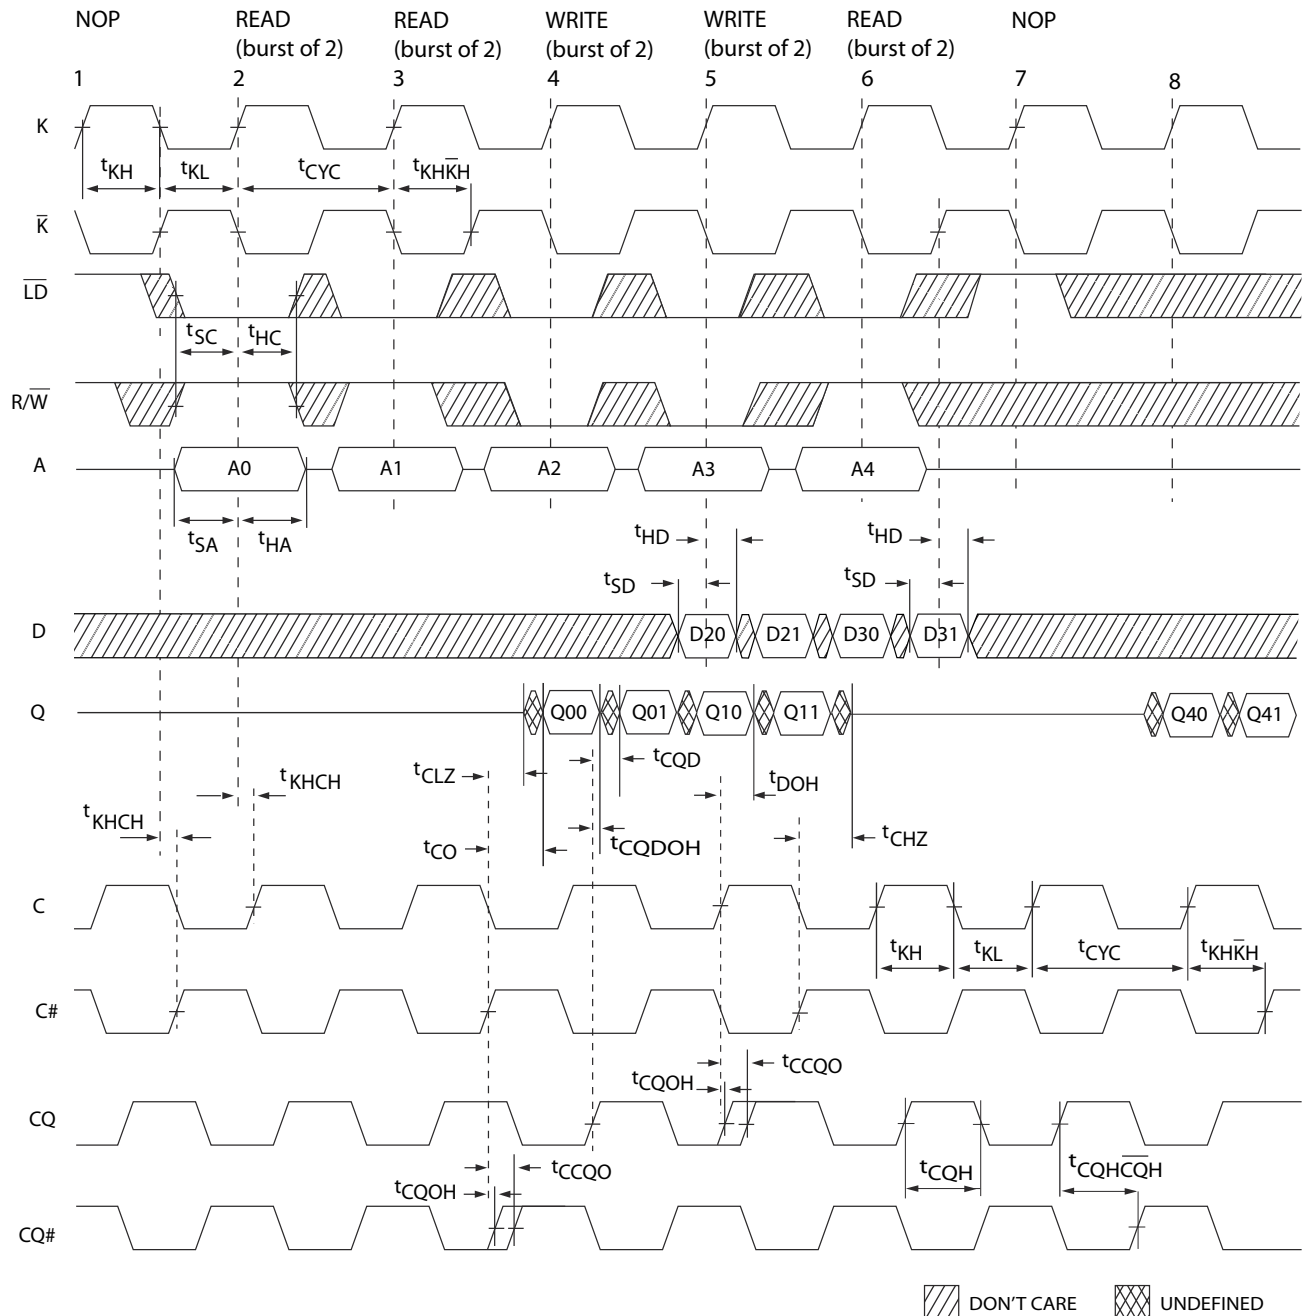 NOP READ READ WRITE WRITE READ NOP
(burst of 2) (burst of 2) (burst of 2) (burst of 2) (burst of 2)
1 2 3 4 5 6 7 8
K
tKH tKL tCYC tKHK̅H
K̅
L̅D̅
tSC tHC
R/W̅
A A0 A1 A2 A3 A4
tSA tHA tHD tHD
tSD tSD
D D20 D21 D30 D31
Q Q00 Q01 Q10 Q11 Q40 Q41
tKHCH tCLZ tCQD tDOH
tKHCH tCO tCQDOH tCHZ
C
tKH tKL tCYC tKHK̅H
C#
tCQOH tCCQO
CQ
tCQOH tCCQO tCQH tCQHC̅Q̅H
CQ#
DON'T CARE UNDEFINED